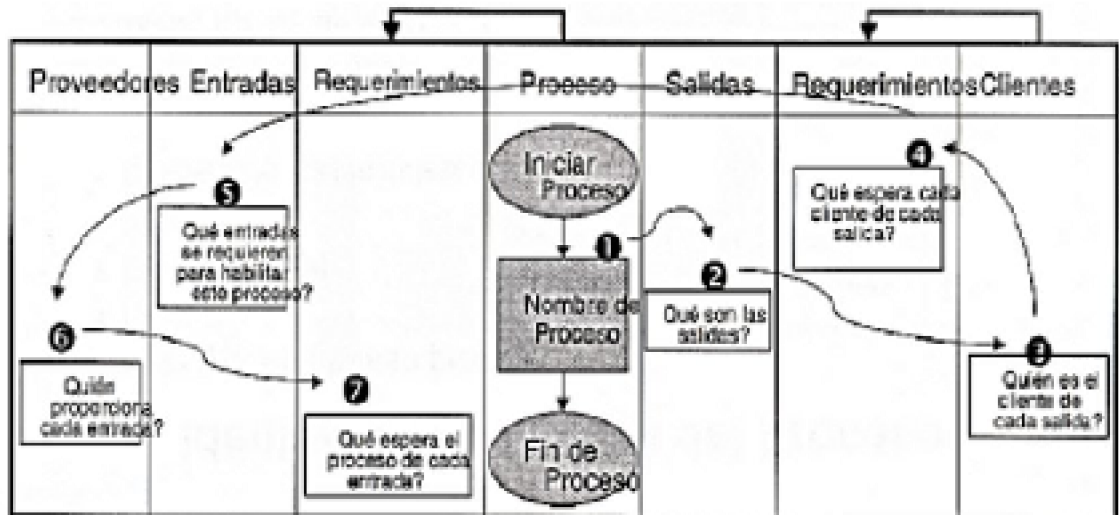 Proveedores Entradas Requerimientos Proceso Salidas Requerimientos Clientes
Iniciar
Proceso
1
Nombre de
Proceso
Fin de
Proceso
2
Qué son las
salidas?
3
Quién es el
cliente de
cada salida?
4
Qué espera cada
cliente de cada
salida?
5
Qué entradas
se requieren
para habilitar
este proceso?
6
Quién
proporciona
cada entrada?
7
Qué espera el
proceso de cada
entrada?